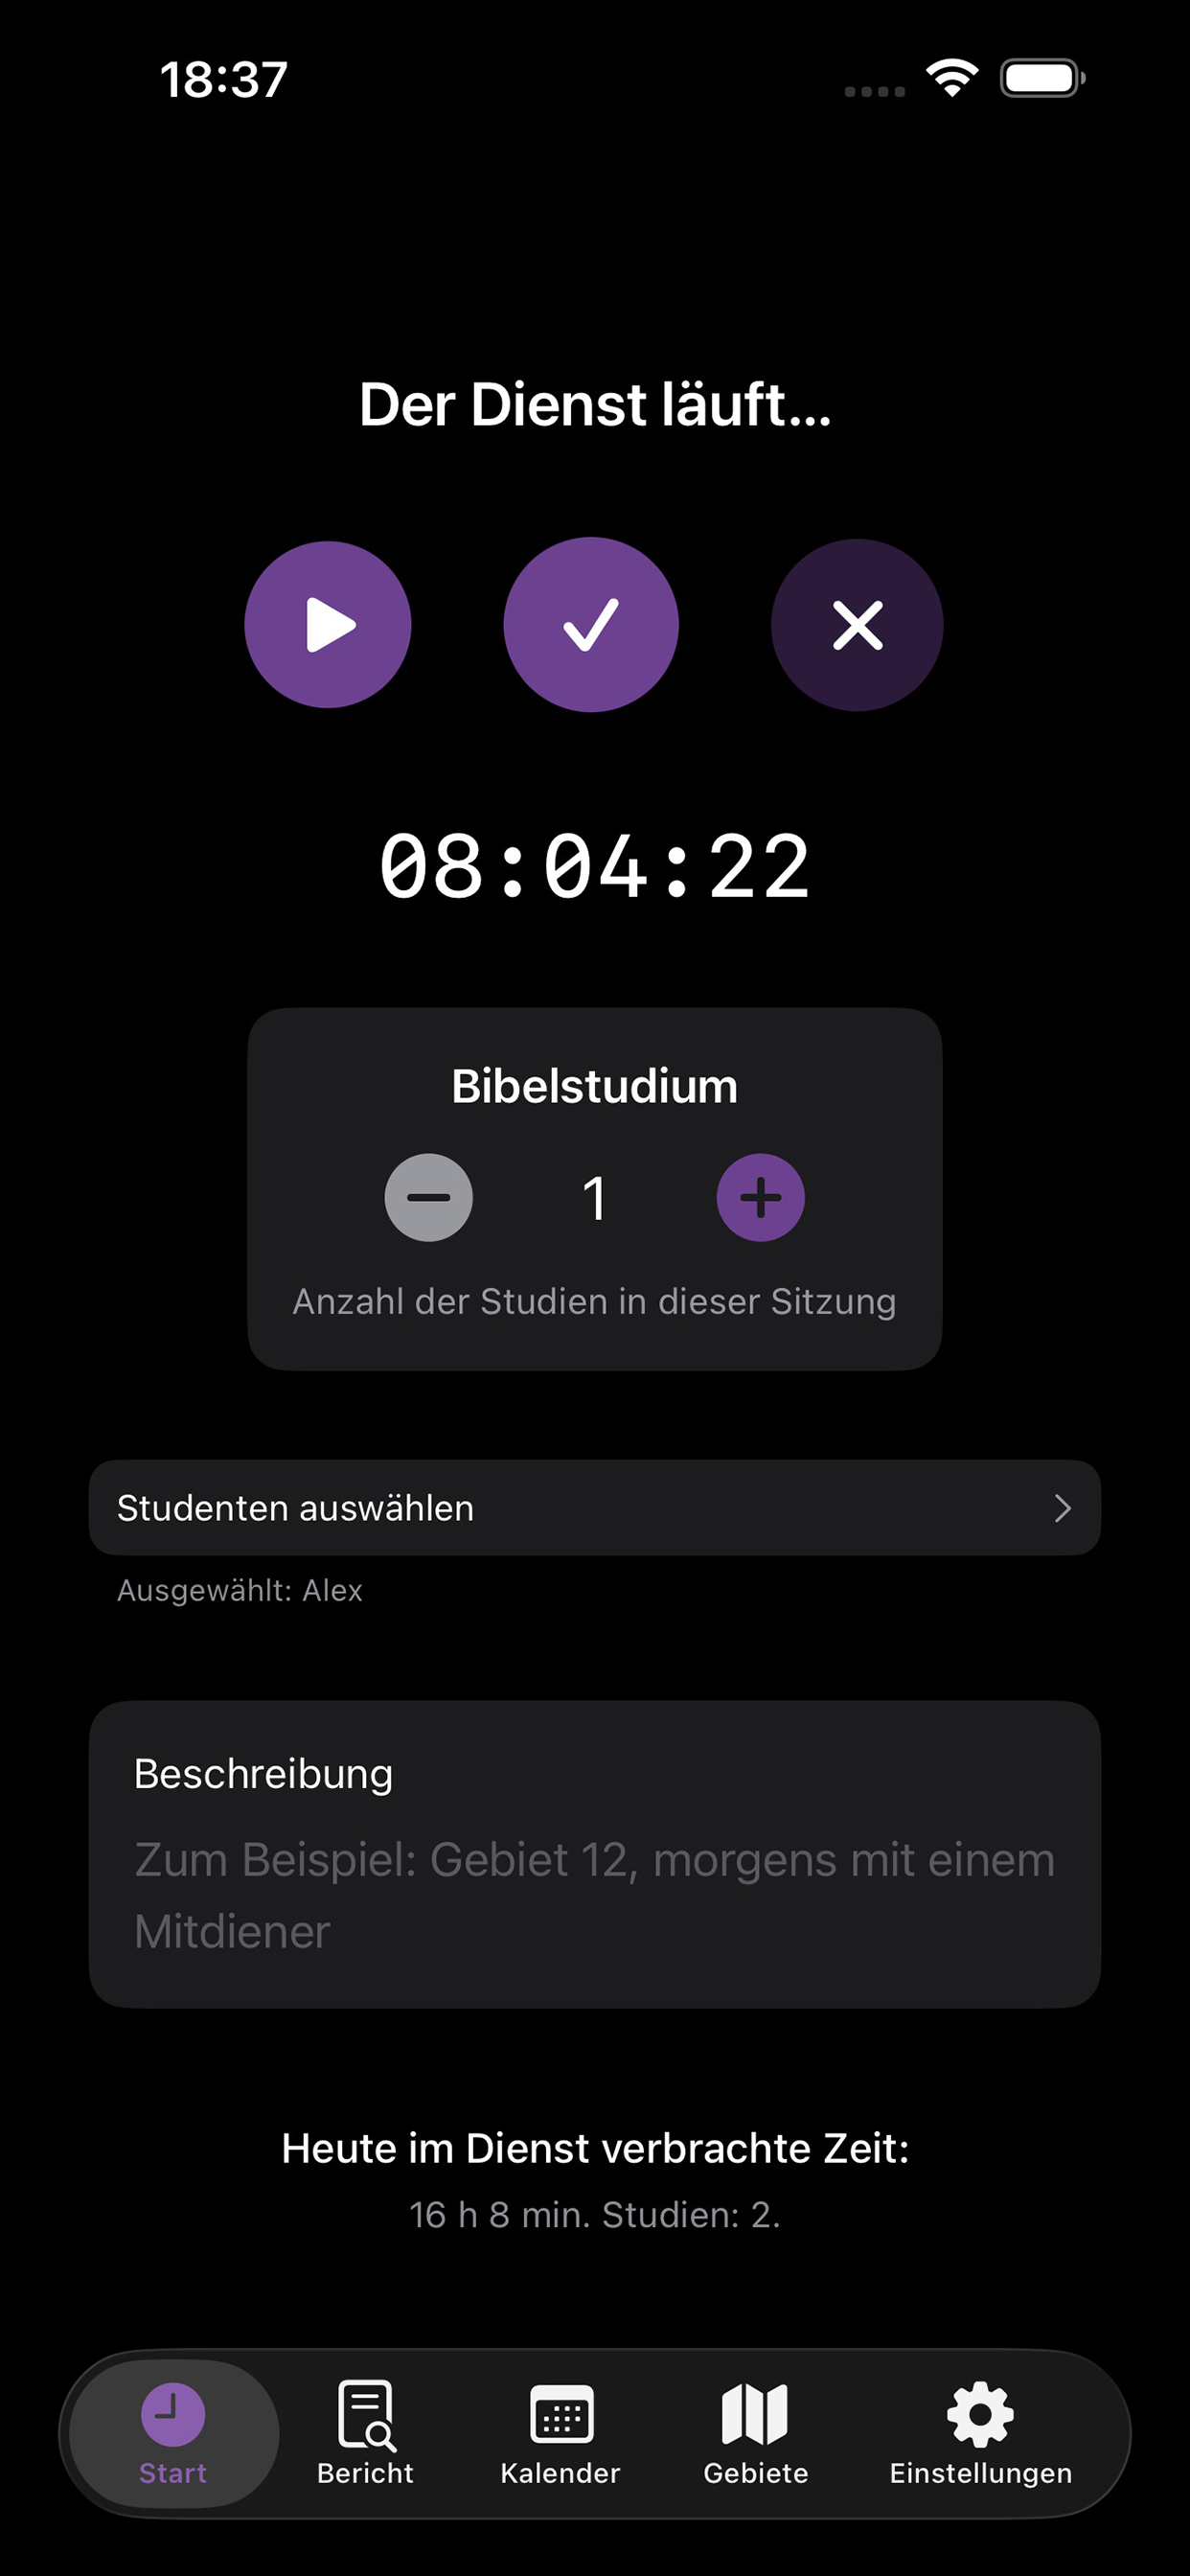 18:37
Der Dienst läuft...
08:04:22
Bibelstudium
1
Anzahl der Studien in dieser Sitzung
Studenten auswählen
Ausgewählt: Alex
Beschreibung
Zum Beispiel: Gebiet 12, morgens mit einem
Mitdiener
Heute im Dienst verbrachte Zeit:
16 h 8 min. Studien: 2.
Start
Bericht
Kalender
Gebiete
Einstellungen